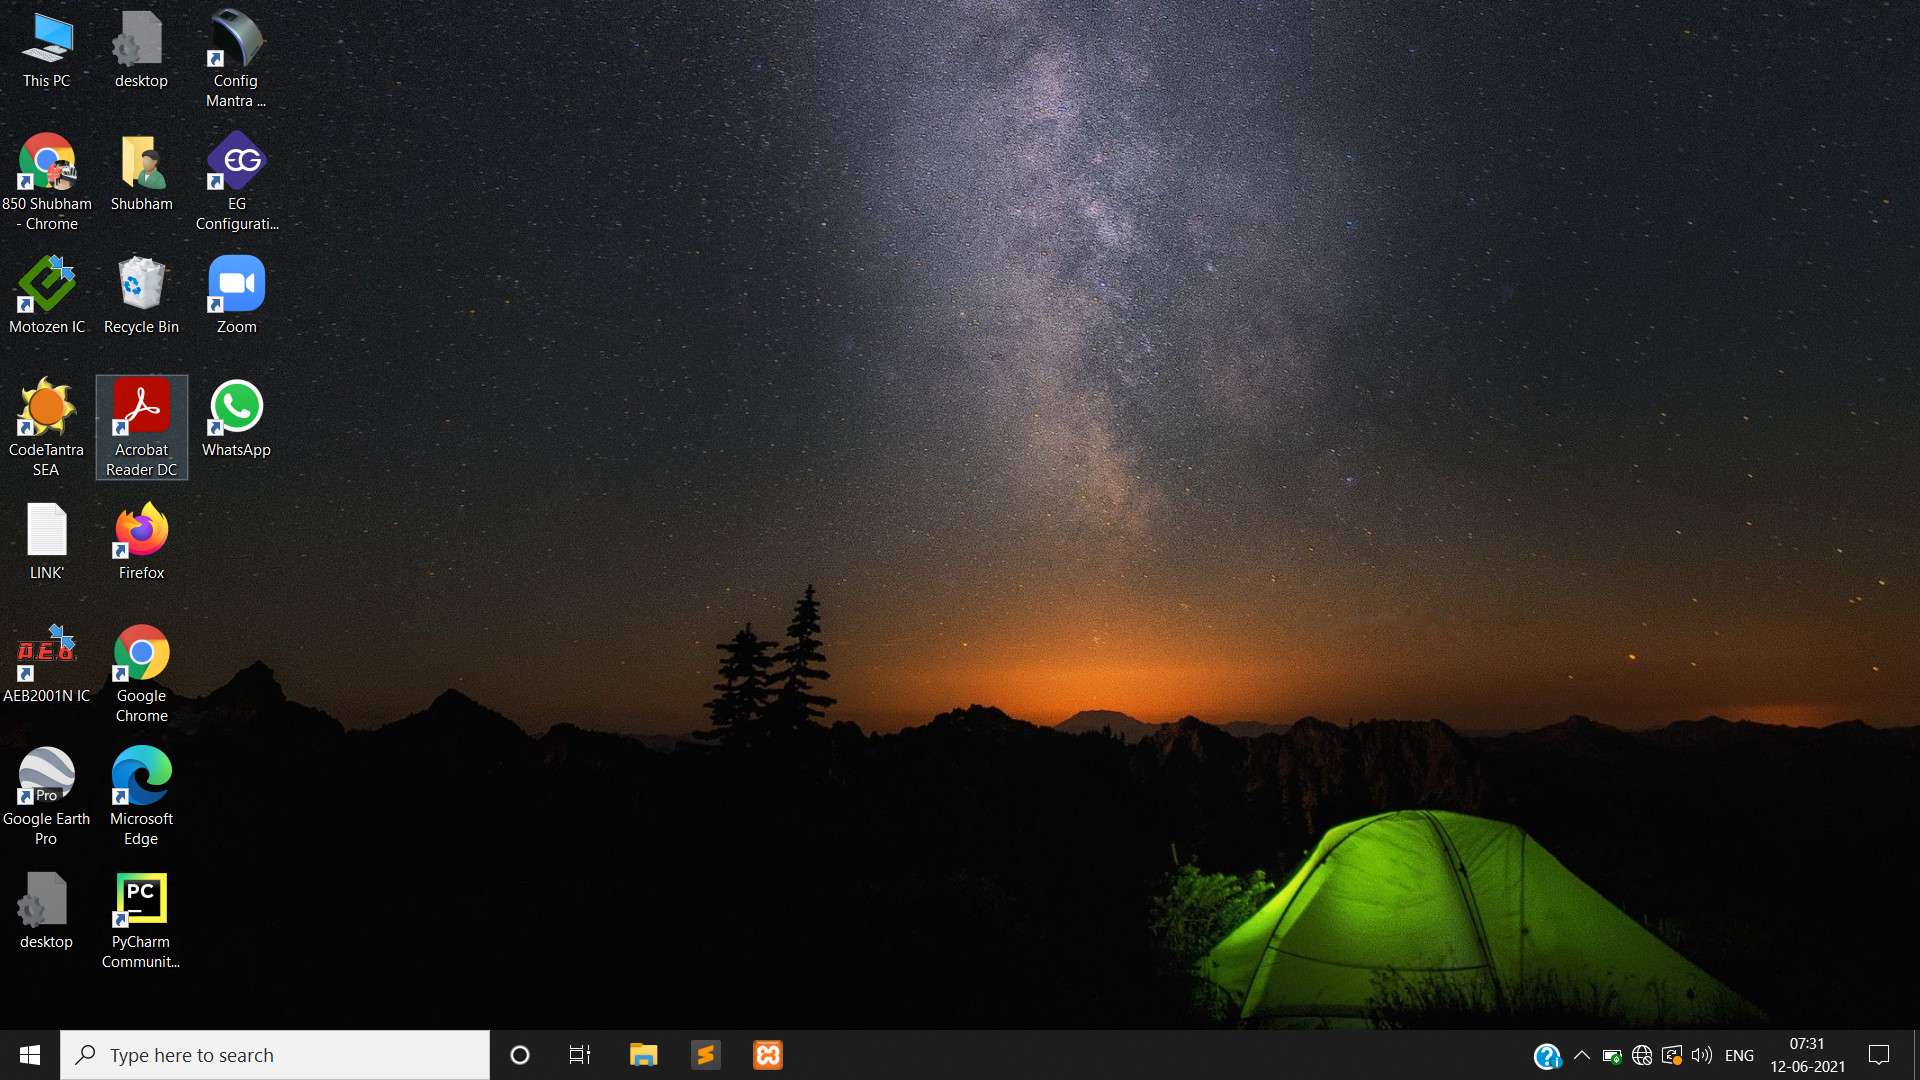 This PC
desktop
Config
Mantra ...
850 Shubham
- Chrome
Shubham
EG
EG
Configurati...
Motozen IC
Recycle Bin
Zoom
CodeTantra
SEA
Acrobat
Reader DC
WhatsApp
LINK'
Firefox
AEB
AEB2001N IC
Google
Chrome
Pro
Google Earth
Pro
Microsoft
Edge
desktop
PC
PyCharm
Communit...
Type here to search
ENG
07:31
12-06-2021